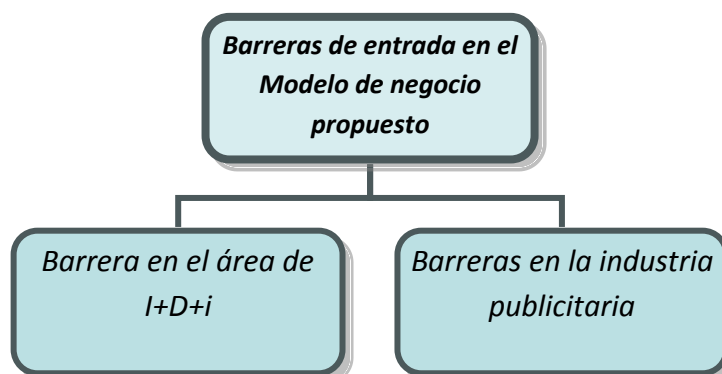 Barreras de entrada en el
Modelo de negocio
propuesto
Barrera en el área de
I+D+i
Barreras en la industria
publicitaria